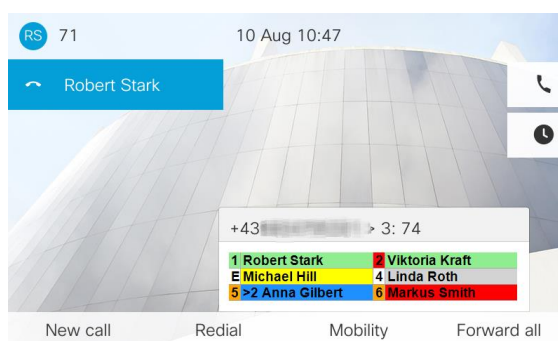 RS 71 10 Aug 10:47
Robert Stark
+43 > 3: 74
1 Robert Stark 2 Viktoria Kraft
E Michael Hill 4 Linda Roth
5 >2 Anna Gilbert 6 Markus Smith
New call Redial Mobility Forward all